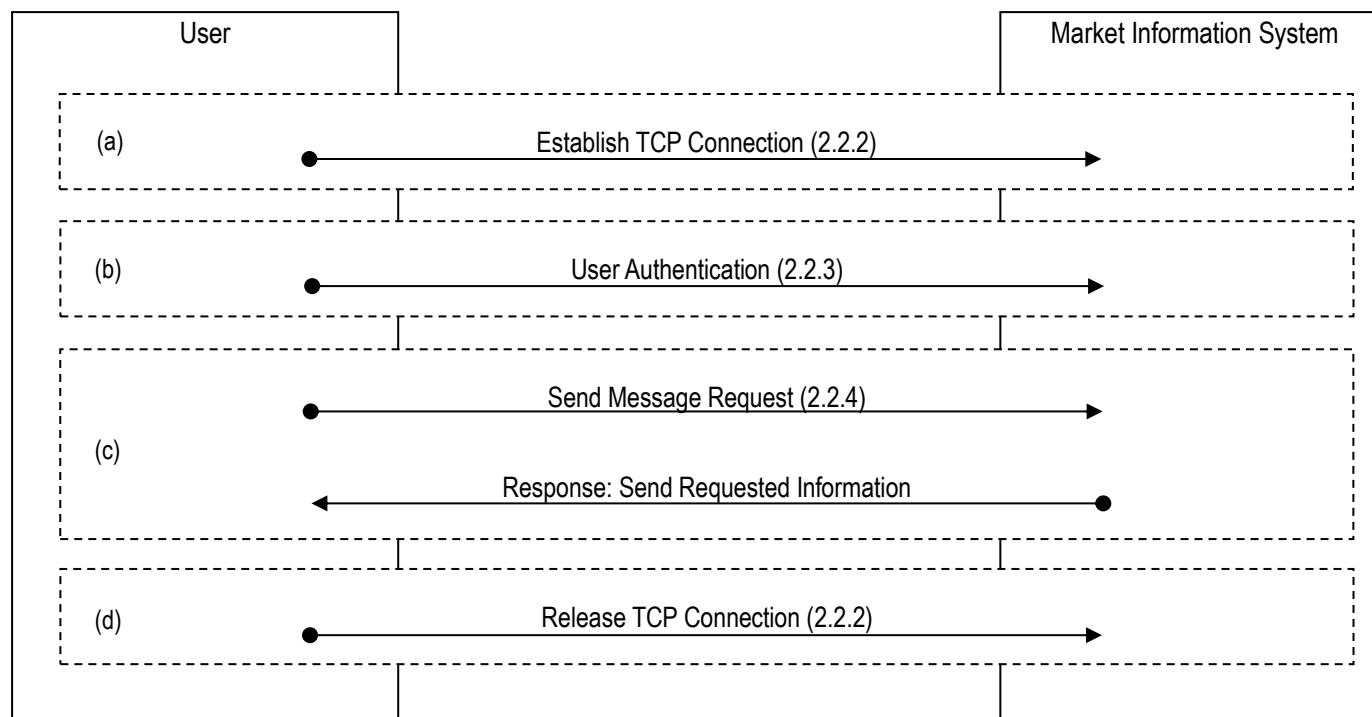 User
Market Information System
(a)
Establish TCP Connection (2.2.2)
(b)
User Authentication (2.2.3)
Send Message Request (2.2.4)
(c)
Response: Send Requested Information
(d)
Release TCP Connection (2.2.2)